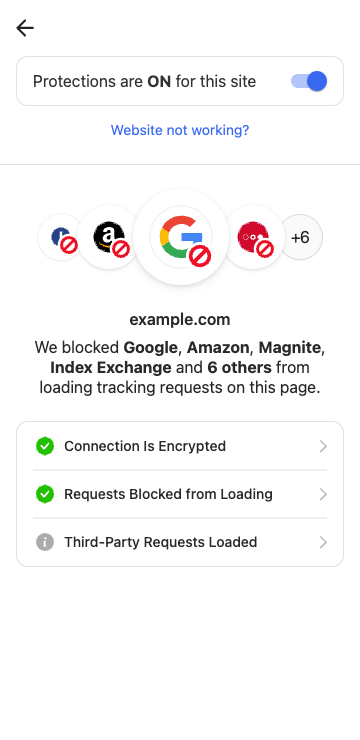 Protections are ON for this site
Website not working?
a
+6
example.com
We blocked Google, Amazon, Magnite,
Index Exchange and 6 others from
loading tracking requests on this page.
Connection Is Encrypted
Requests Blocked from Loading
Third-Party Requests Loaded